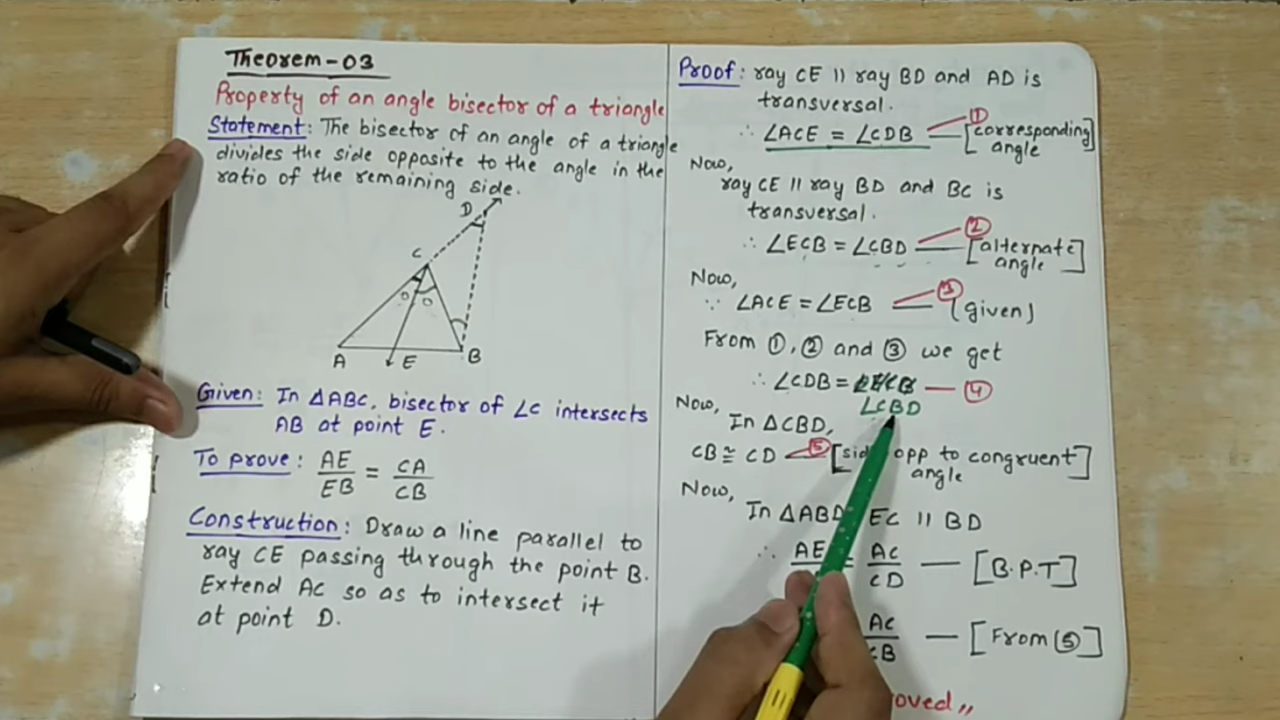 Theorem-03
Property of an angle bisector of a triangle
Statement: The bisector of an angle of a triangle
divides the side opposite to the angle in the
ratio of the remaining side.
D
C
A
E
B
Given: In △ABC, bisector of ∠C intersects
AB at point E.
To prove: AE/EB = CA/CB
Construction: Draw a line parallel to
ray CE passing through the point B.
Extend AC so as to intersect it
at point D.
Proof: ray CE || ray BD and AD is
transversal.
∴ ∠ACE = ∠CDB — ① [corresponding angle]
Now,
ray CE || ray BD and BC is
transversal.
∴ ∠ECB = ∠CBD — ② [alternate angle]
Now,
∵ ∠ACE = ∠ECB — ③ (given)
From ①, ② and ③ we get
∴ ∠CDB = — ④
∠CBD
Now,
In △CBD,
CB ≅ CD — ⑤ [opp to congruent angle]
Now,
In △ABD EC || BD
∴ AE = AC/CD — [B.P.T]
AC/CB — [From ⑤]